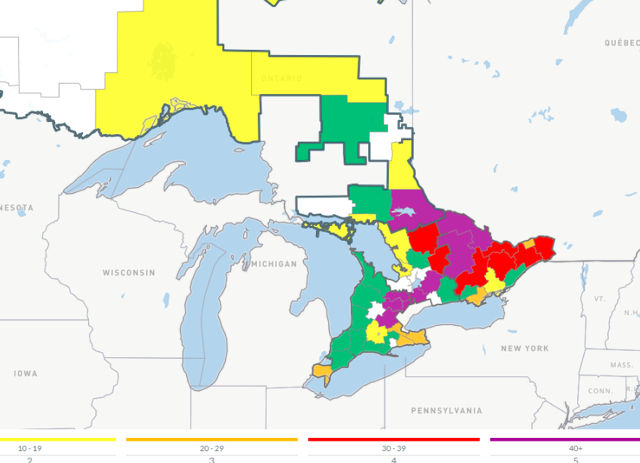 ONTARIO
QUÉBEC
NESOTA
WISCONSIN
MICHIGAN
VT.
N.H
IOWA
NEW YORK
MASS.
CONN.
R.I.
PENNSYLVANIA
10 - 19
20 - 29
30 - 39
40+
2
3
4
5